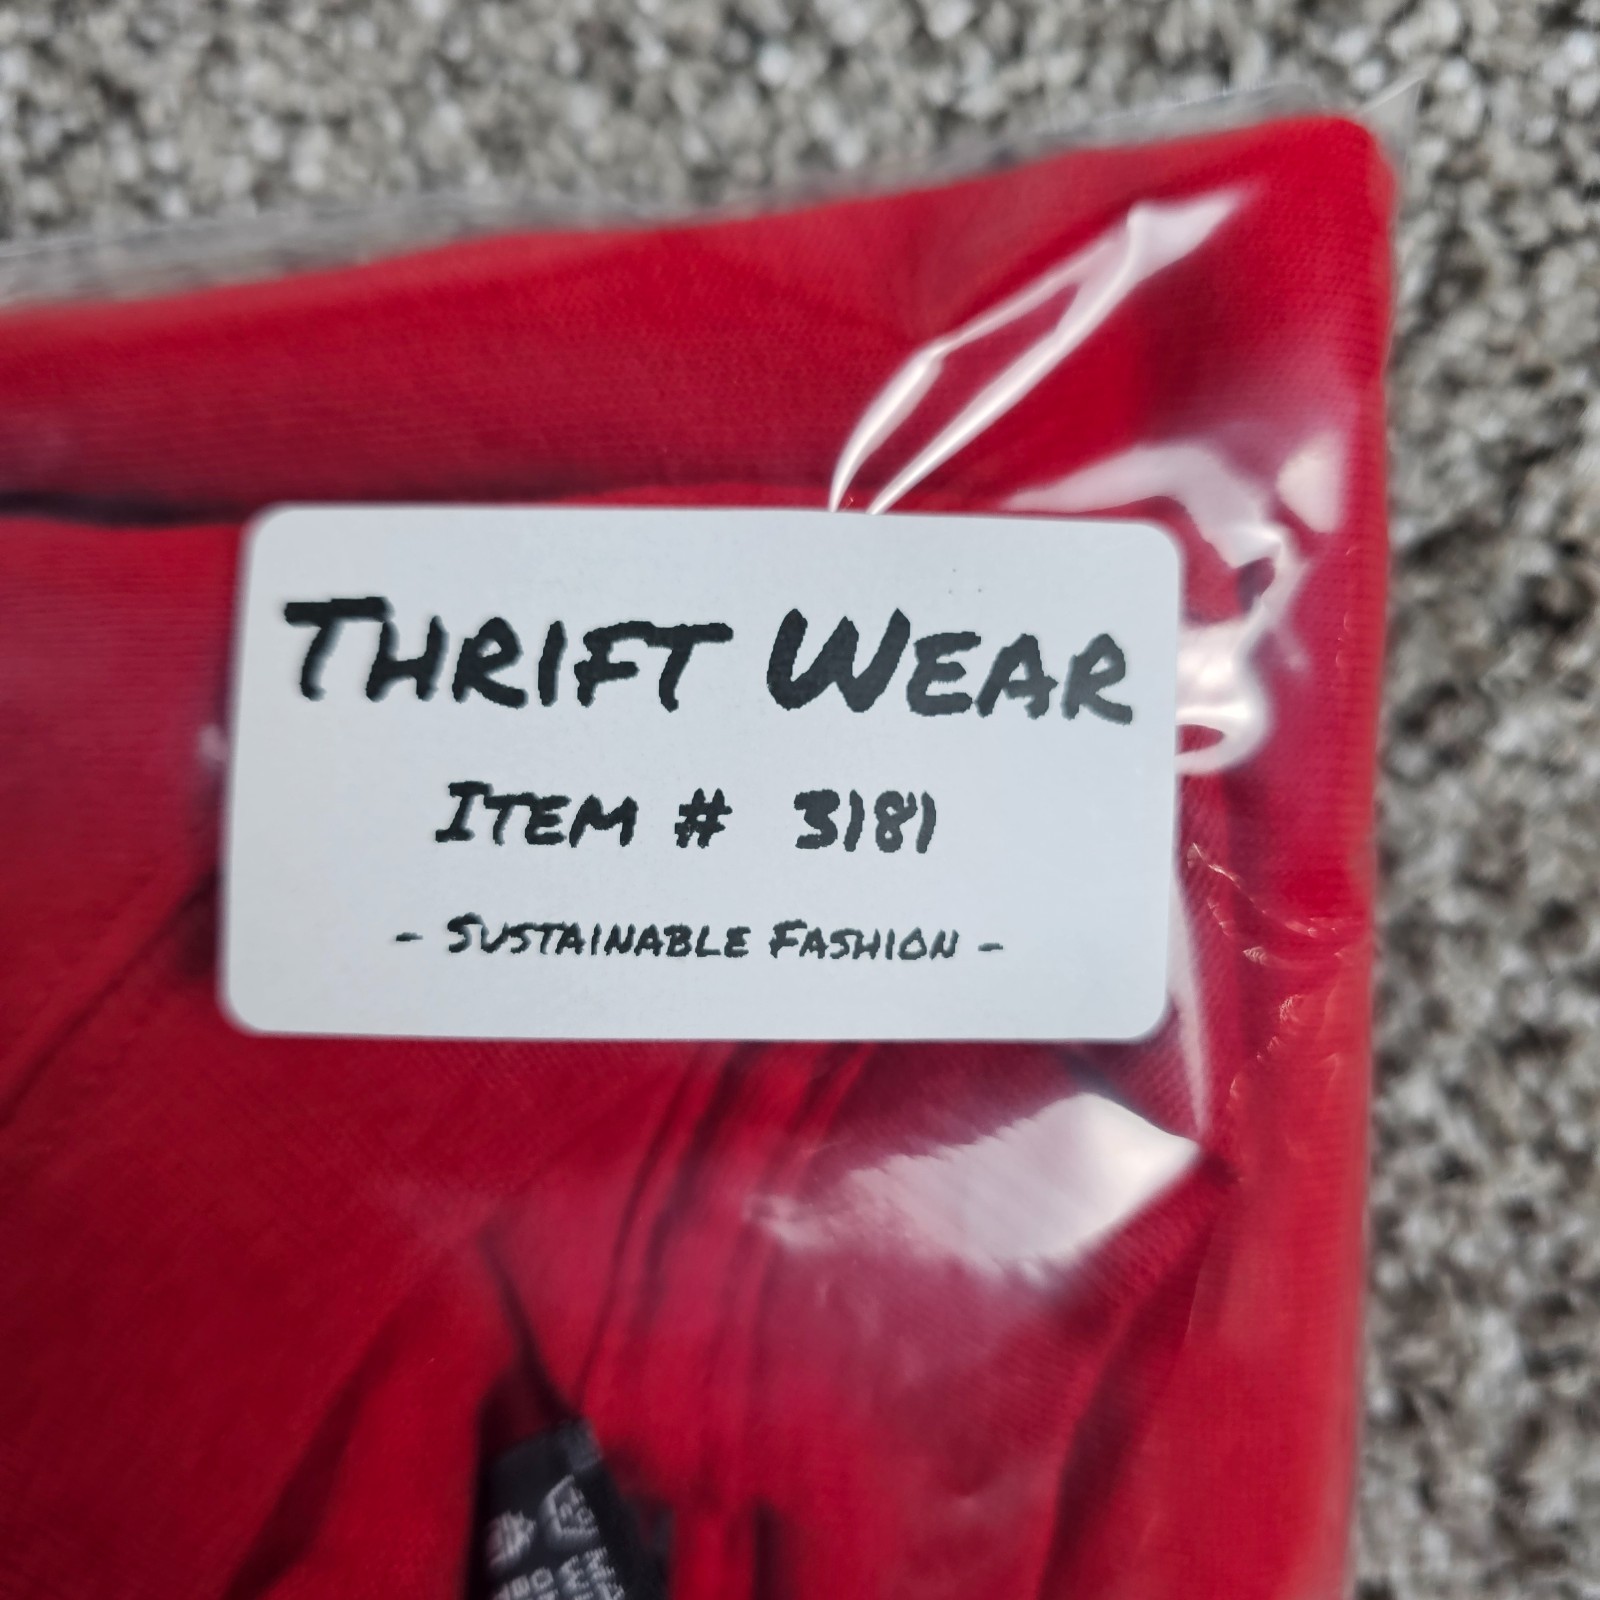 THRIFT WEAR
ITEM # 3181
- SUSTAINABLE FASHION -